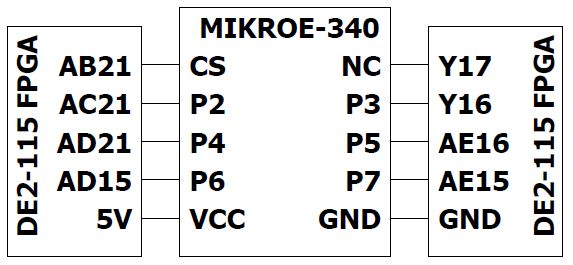 MIKROE-340
DE2-115 FPGA
AB21 CS NC Y17
AC21 P2 P3 Y16
AD21 P4 P5 AE16
AD15 P6 P7 AE15
5V VCC GND GND
DE2-115 FPGA